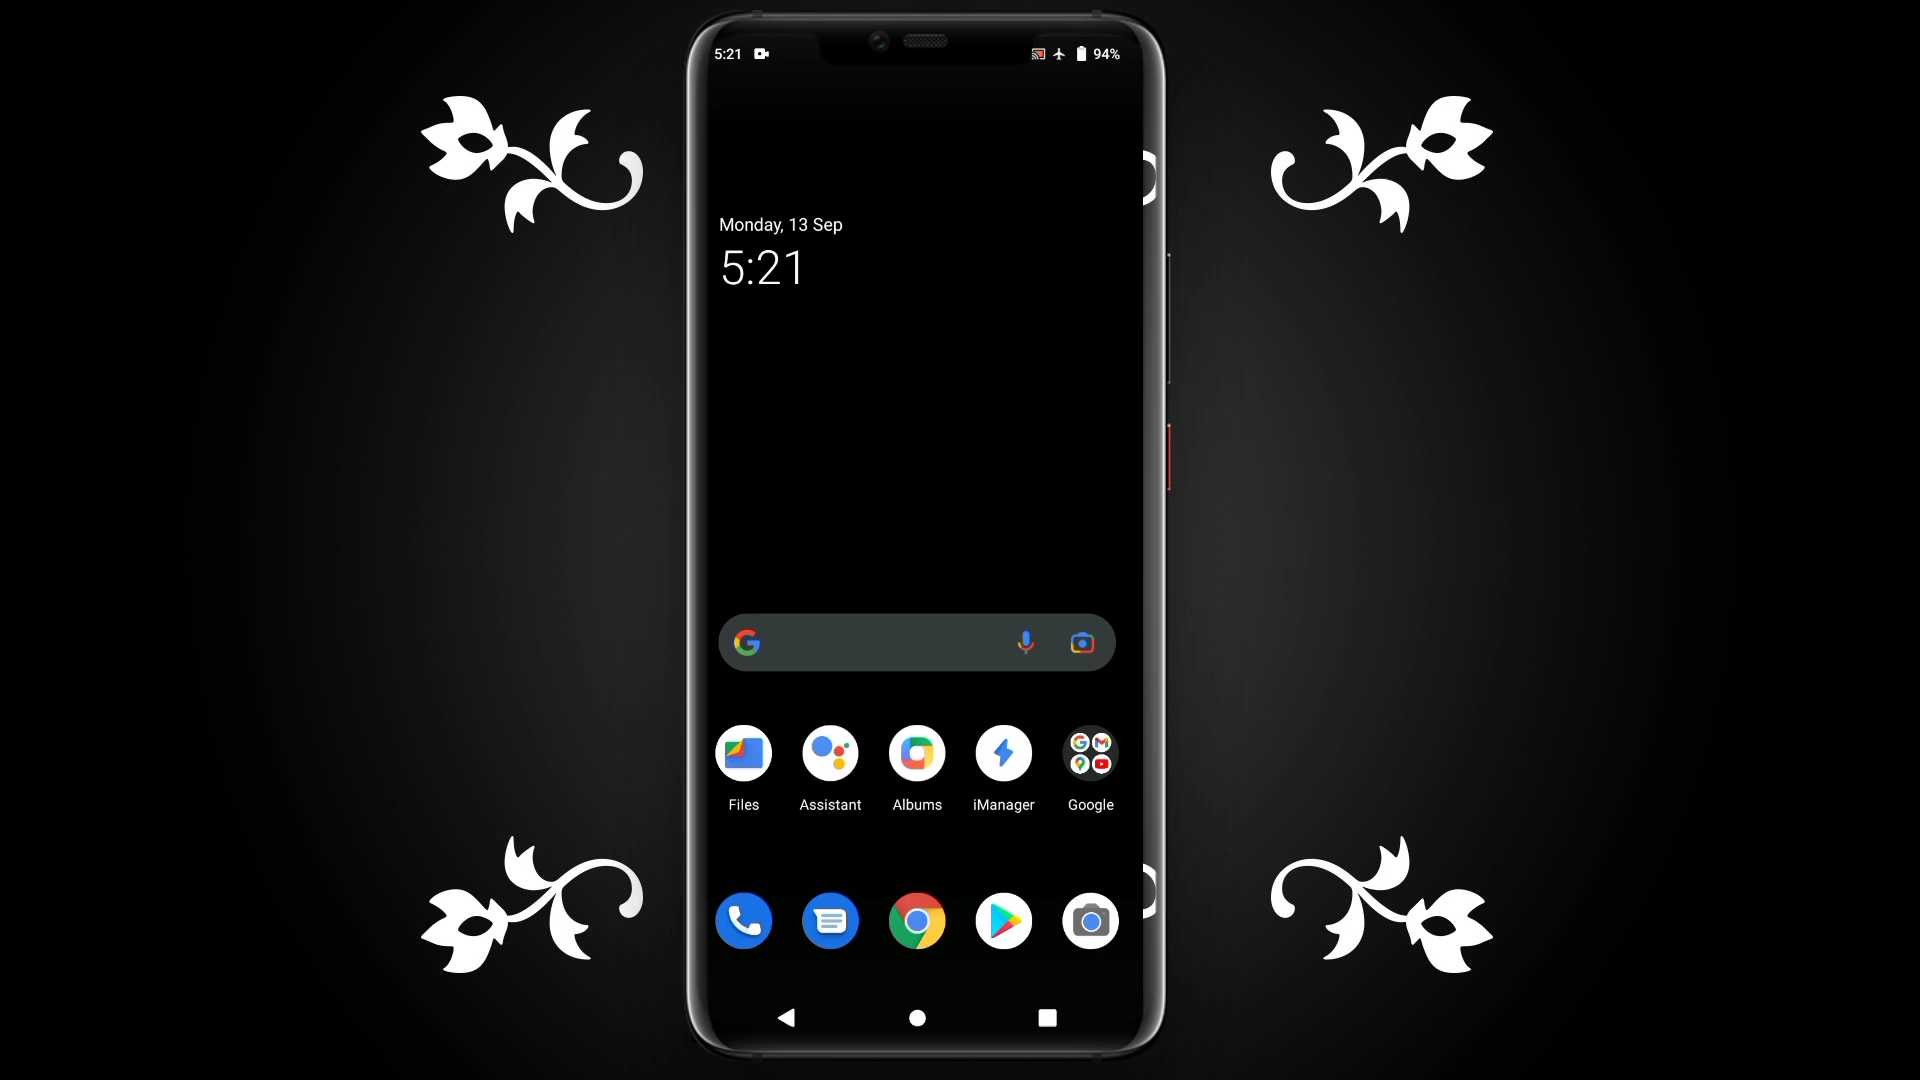 5:21 94%
Monday, 13 Sep
5:21
Files Assistant Albums iManager Google